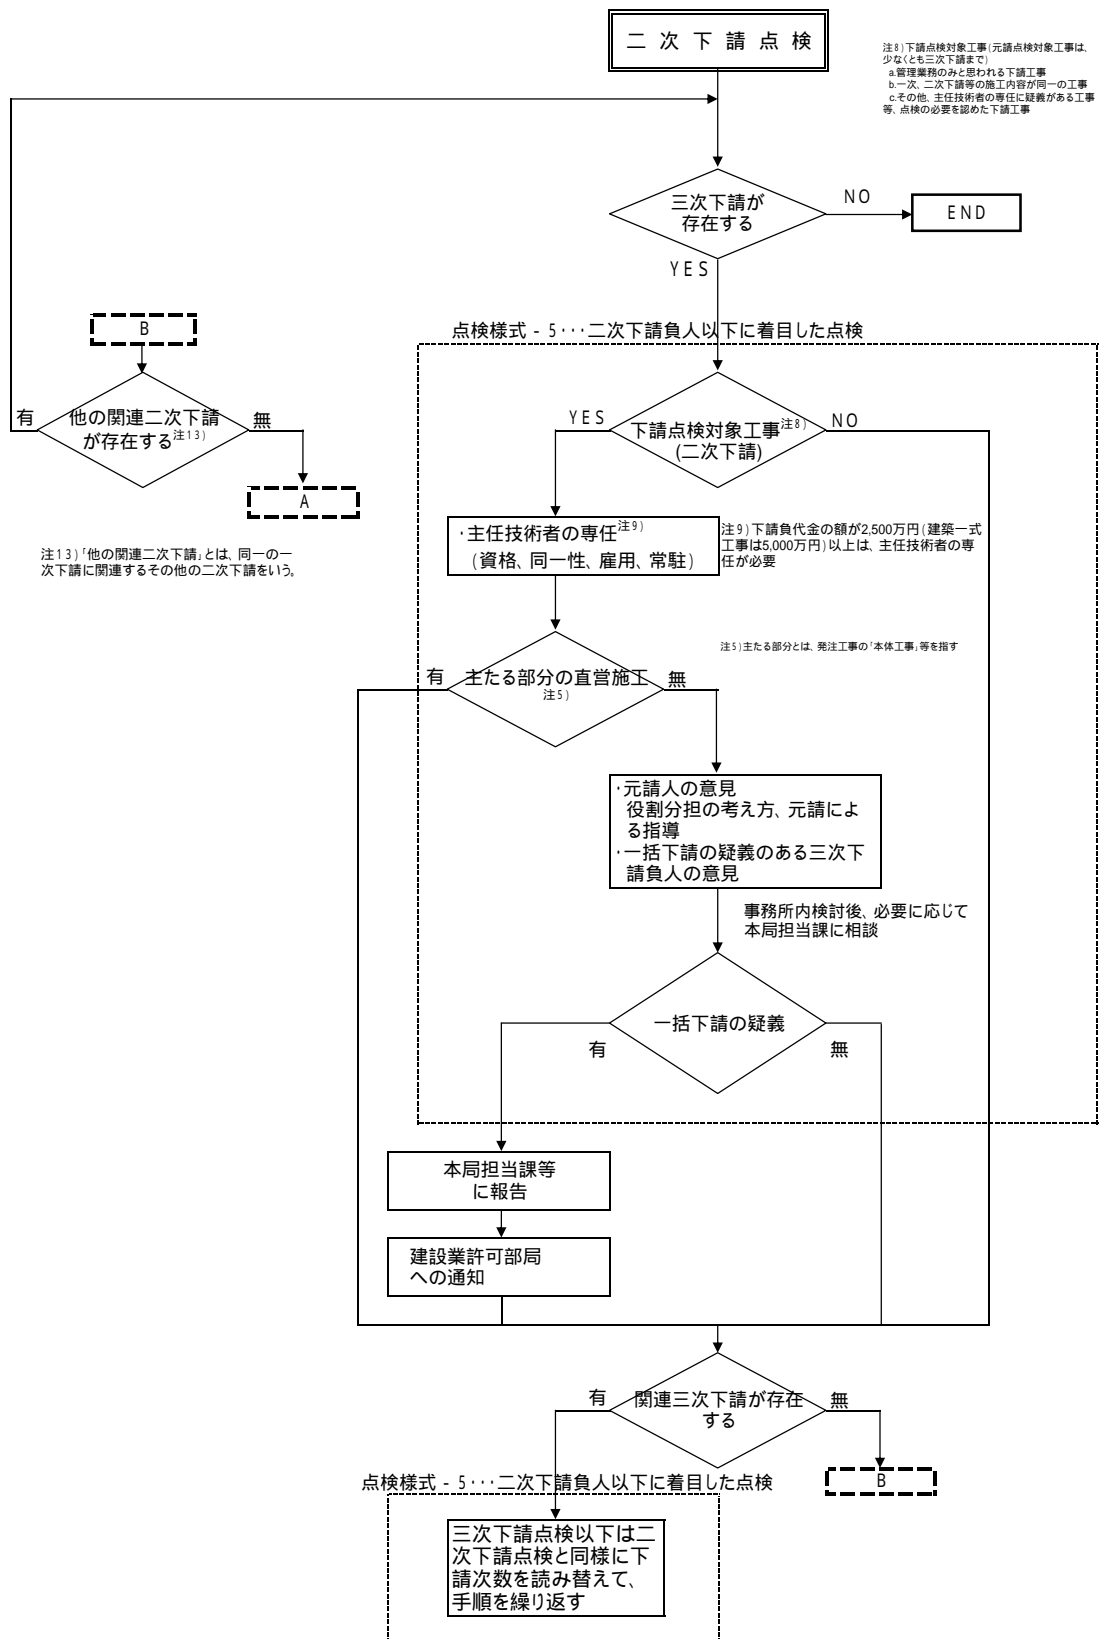 二 次 下 請 点 検
注8)下請点検対象工事(元請点検対象工事は、
少なくとも三次下請まで)
a.管理業務のみと思われる下請工事
b.一次、二次下請等の施工内容が同一の工事
c.その他、主任技術者の専任に疑義がある工事
等、点検の必要を認めた下請工事
三次下請が
存在する
NO
END
YES
B
点検様式-5・・・二次下請負人以下に着目した点検
有
他の関連二次下請
が存在する注13)
無
A
YES
下請点検対象工事注8)
(二次下請)
NO
注13)「他の関連二次下請」とは、同一の一
次下請に関連するその他の二次下請をいう。
・主任技術者の専任注9)
(資格、同一性、雇用、常駐)
注9)下請負代金の額が2,500万円(建築一式
工事は5,000万円)以上は、主任技術者の専
任が必要
注5)主たる部分とは、発注工事の「本体工事」等を指す
有
主たる部分の直営施工
注5)
無
・元請人の意見
役割分担の考え方、元請によ
る指導
・一括下請の疑義のある三次下
請負人の意見
事務所内検討後、必要に応じて
本局担当課に相談
一括下請の疑義
有
無
本局担当課等
に報告
建設業許可部局
への通知
有
関連三次下請が存在
する
無
B
点検様式-5・・・二次下請負人以下に着目した点検
三次下請点検以下は二
次下請点検と同様に下
請次数を読み替えて、
手順を繰り返す